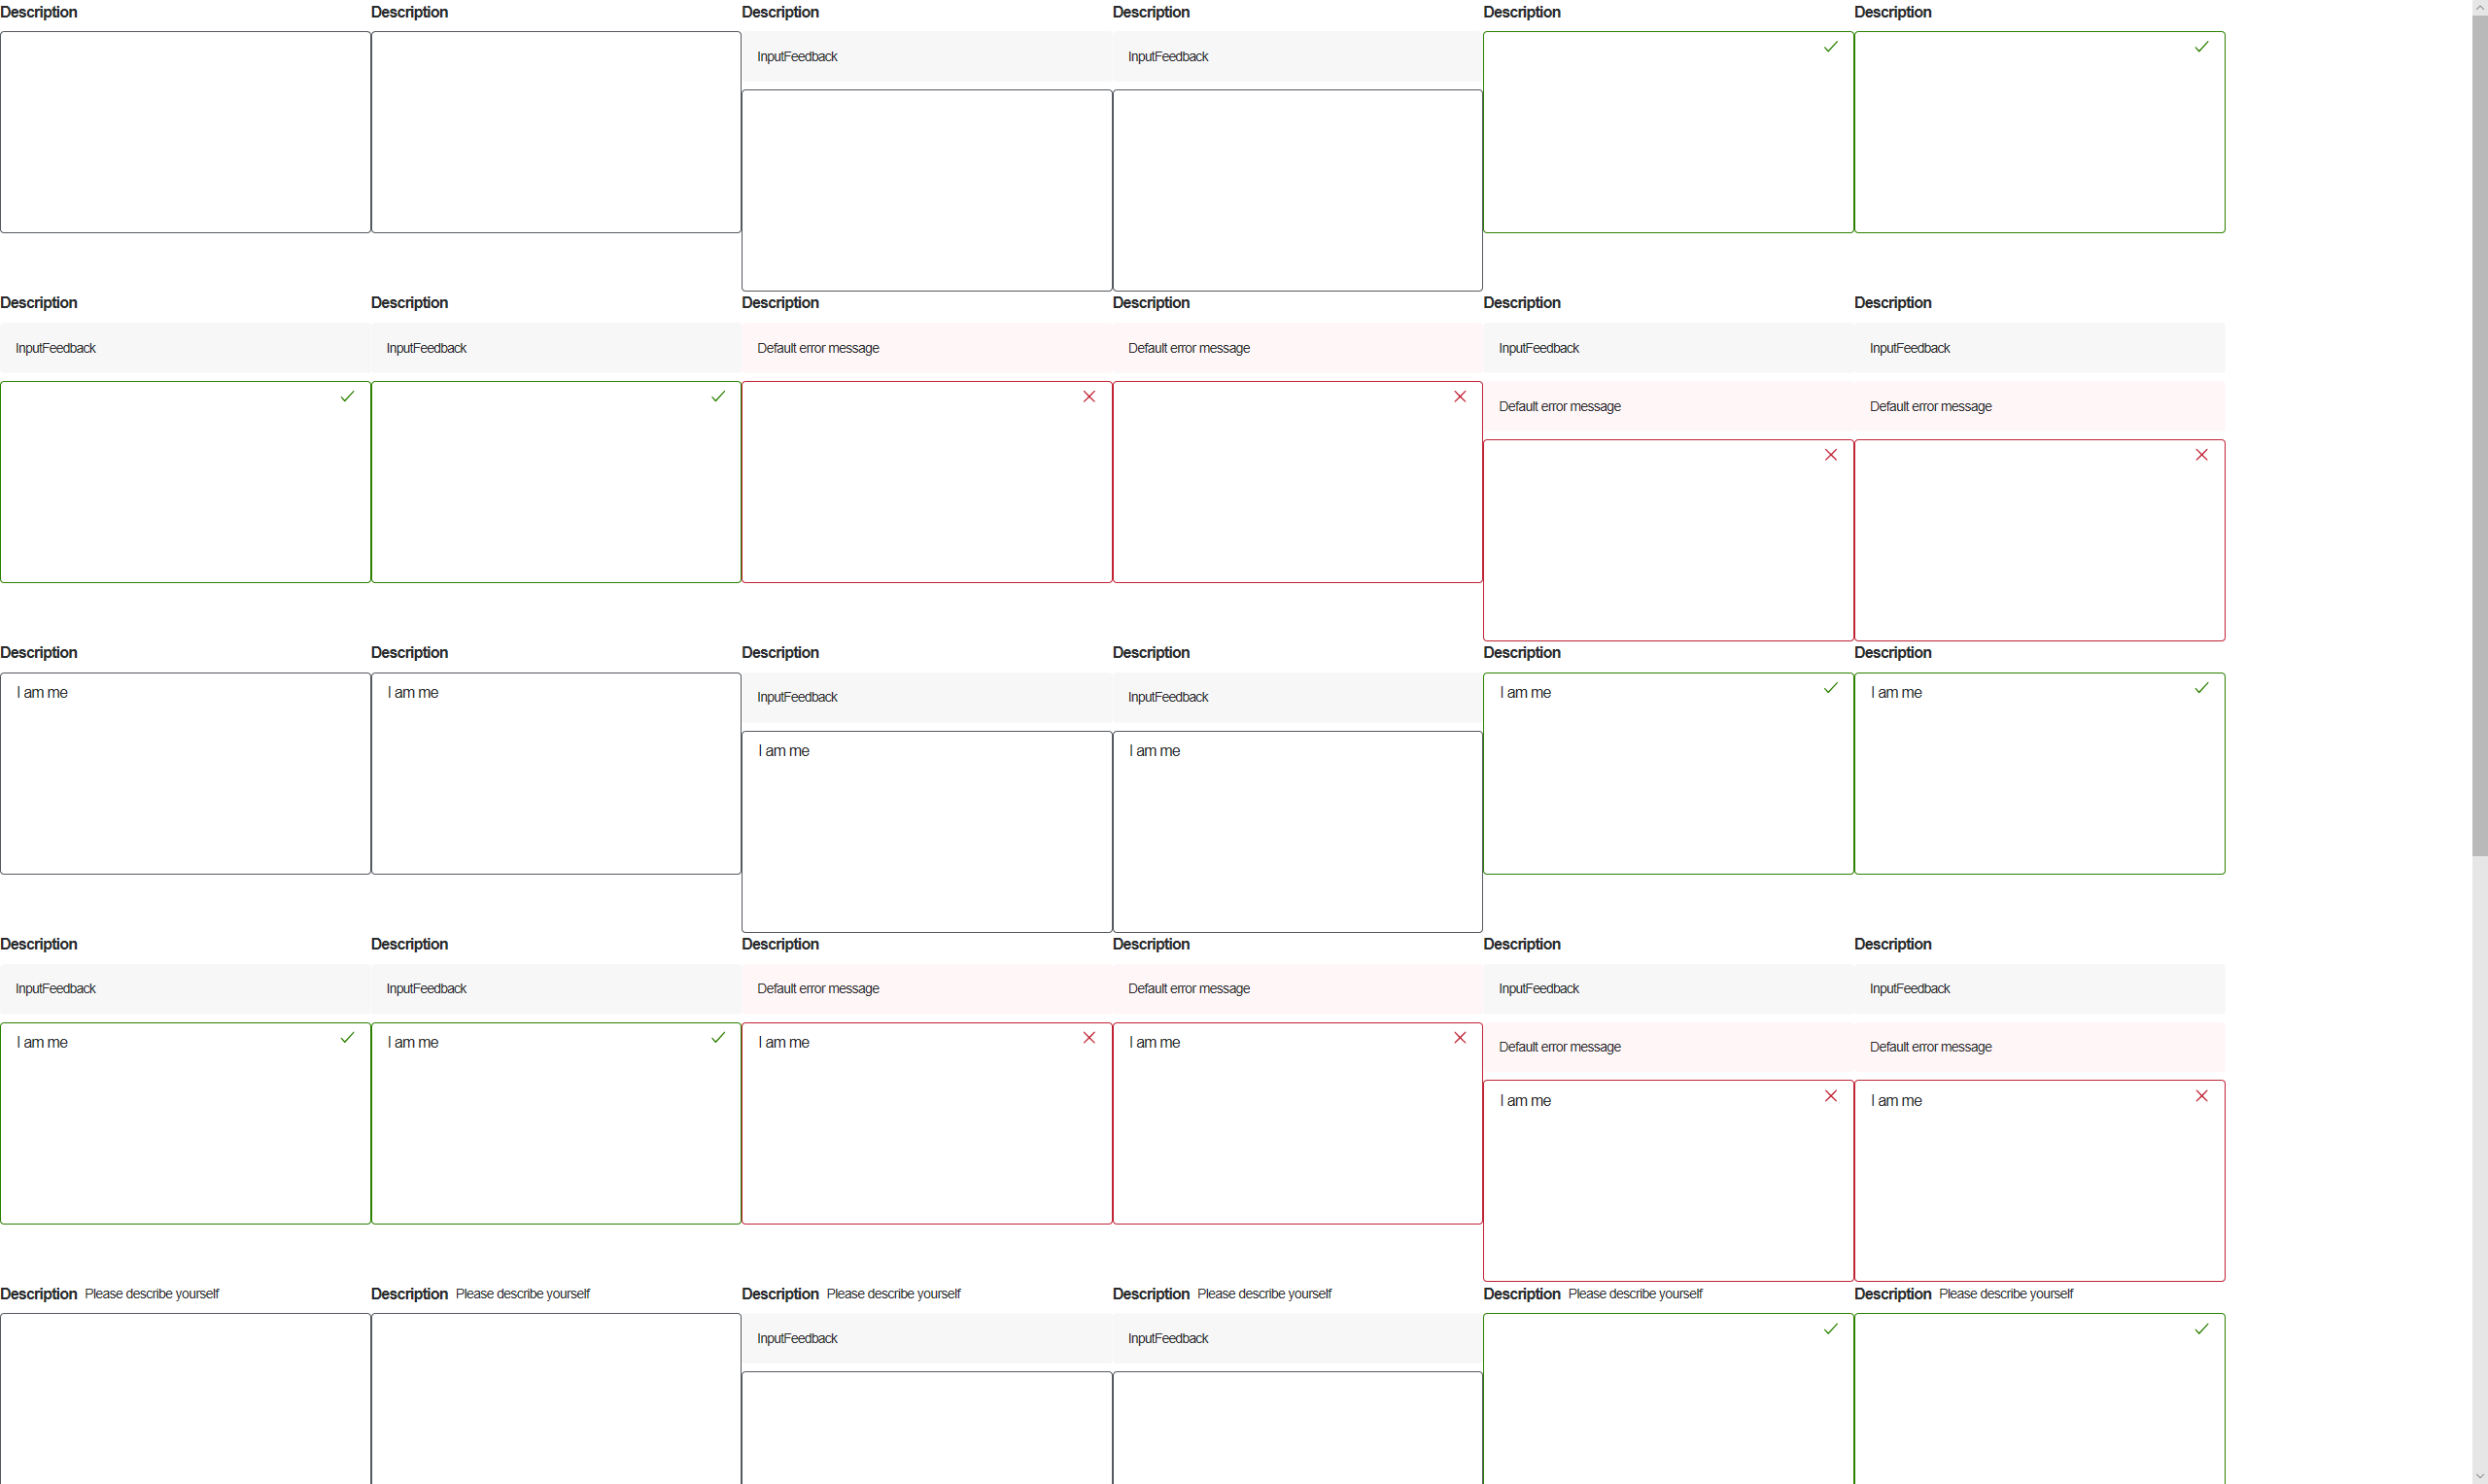 Description Description Description Description Description Description
InputFeedback InputFeedback
Description Description Description Description Description Description
InputFeedback InputFeedback Default error message Default error message InputFeedback InputFeedback
Default error message Default error message
Description Description Description Description Description Description
I am me I am me InputFeedback InputFeedback I am me I am me
I am me I am me
Description Description Description Description Description Description
InputFeedback InputFeedback Default error message Default error message InputFeedback InputFeedback
I am me I am me I am me I am me Default error message Default error message
I am me I am me
Description Please describe yourself Description Please describe yourself Description Please describe yourself Description Please describe yourself Description Please describe yourself Description Please describe yourself
InputFeedback InputFeedback